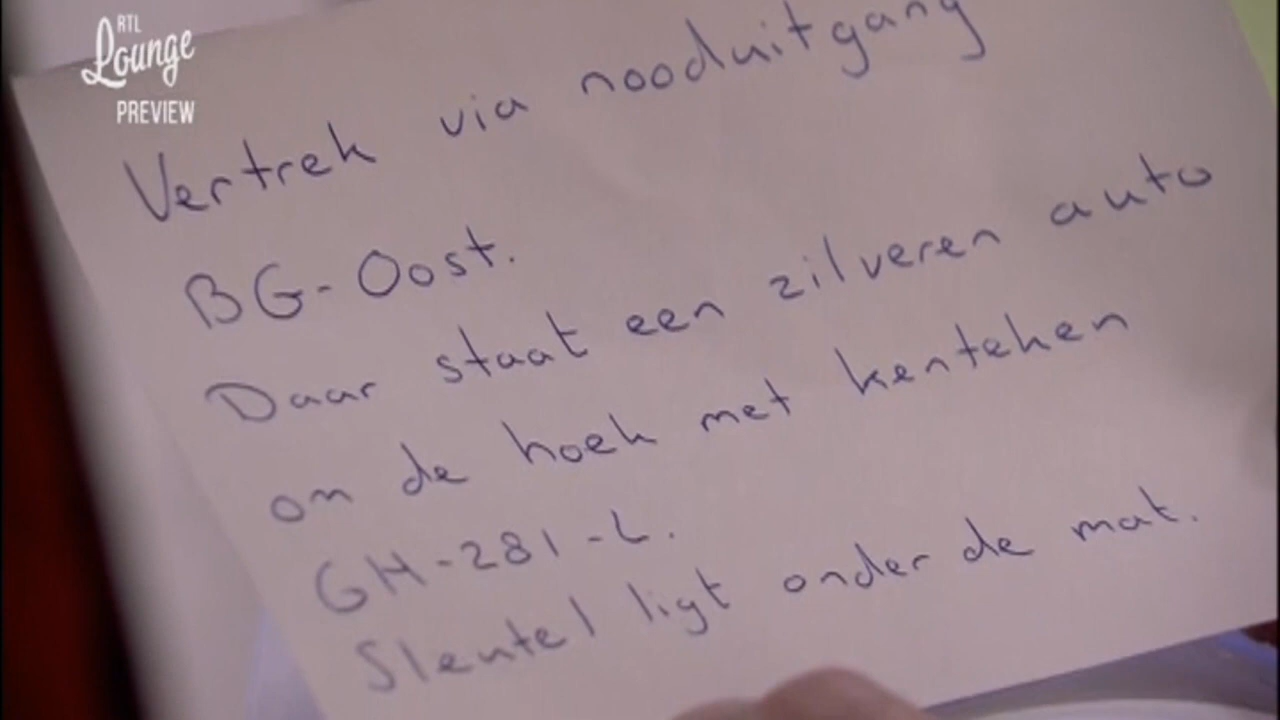 RTL
Lounge
PREVIEW
Vertrek via nooduitgang
BG-Oost.
Daar staat een zilveren auto
om de hoek met kenteken
GH-281-L.
Sleutel ligt onder de mat.